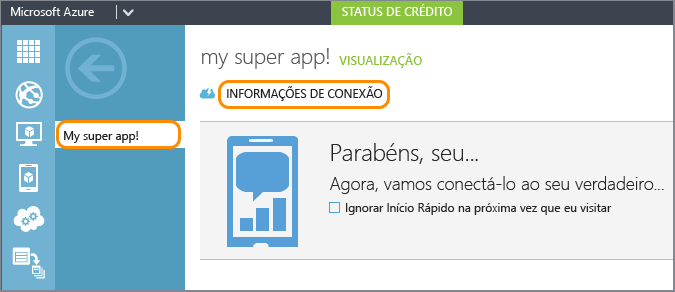 Microsoft Azure
STATUS DE CRÉDITO
my super app! VISUALIZAÇÃO
INFORMAÇÕES DE CONEXÃO
My super app!
Parabéns, seu...
Agora, vamos conectá-lo ao seu verdadeiro...
Ignorar Início Rápido na próxima vez que eu visitar